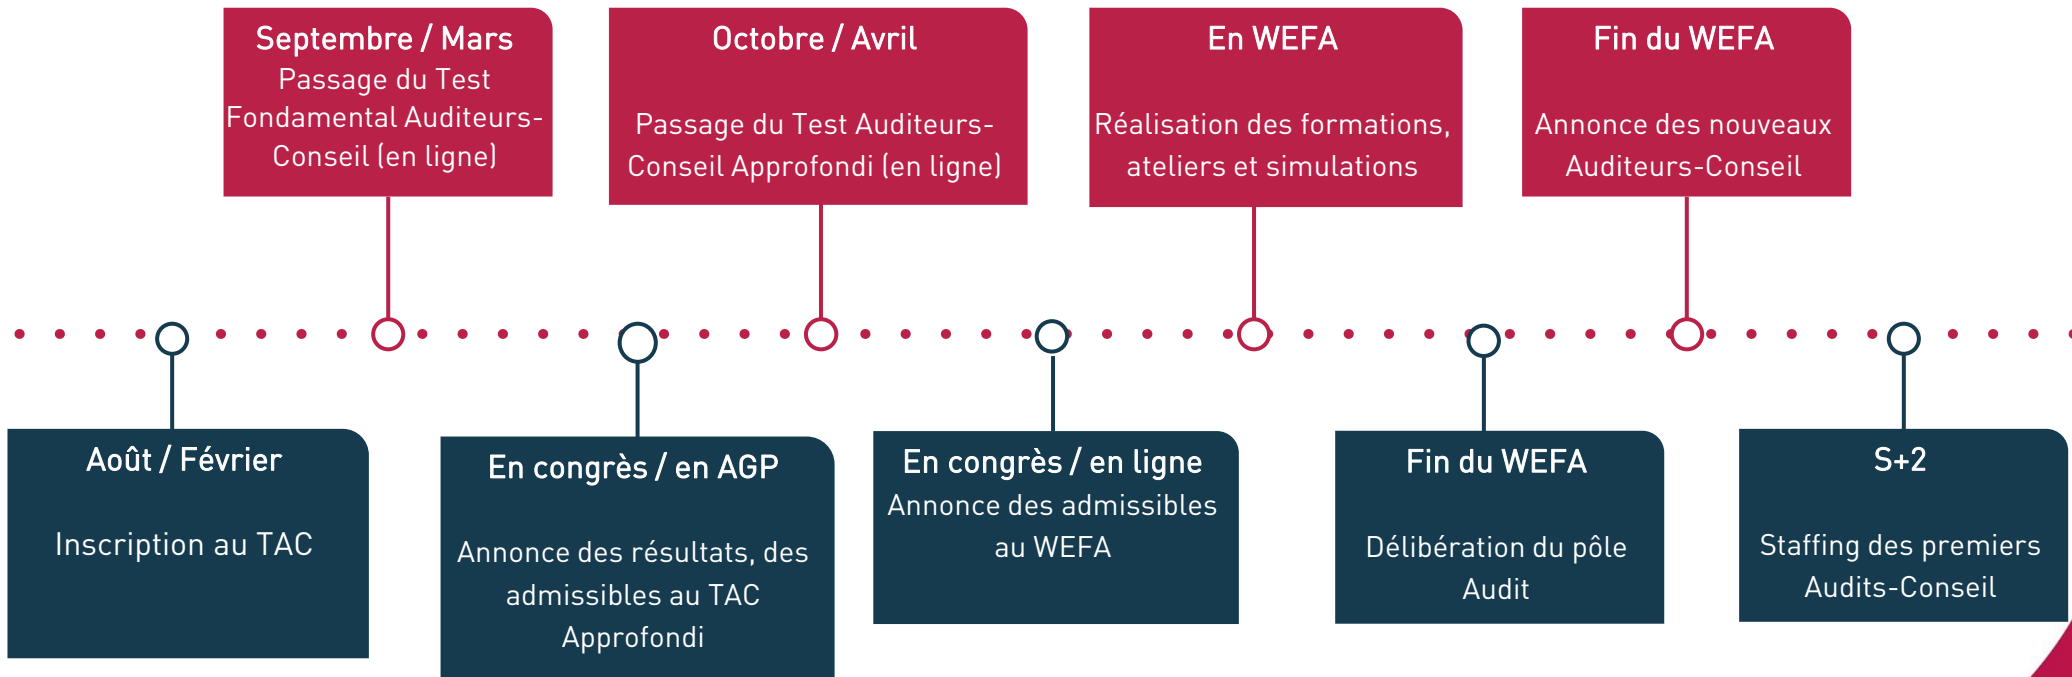 Septembre / Mars
Passage du Test
Fondamental Auditeurs-
Conseil (en ligne)
Octobre / Avril
Passage du Test Auditeurs-
Conseil Approfondi (en ligne)
En WEFA
Réalisation des formations,
ateliers et simulations
Fin du WEFA
Annonce des nouveaux
Auditeurs-Conseil
Août / Février
Inscription au TAC
En congrès / en AGP
Annonce des résultats, des
admissibles au TAC
Approfondi
En congrès / en ligne
Annonce des admissibles
au WEFA
Fin du WEFA
Délibération du pôle
Audit
S+2
Staffing des premiers
Audits-Conseil